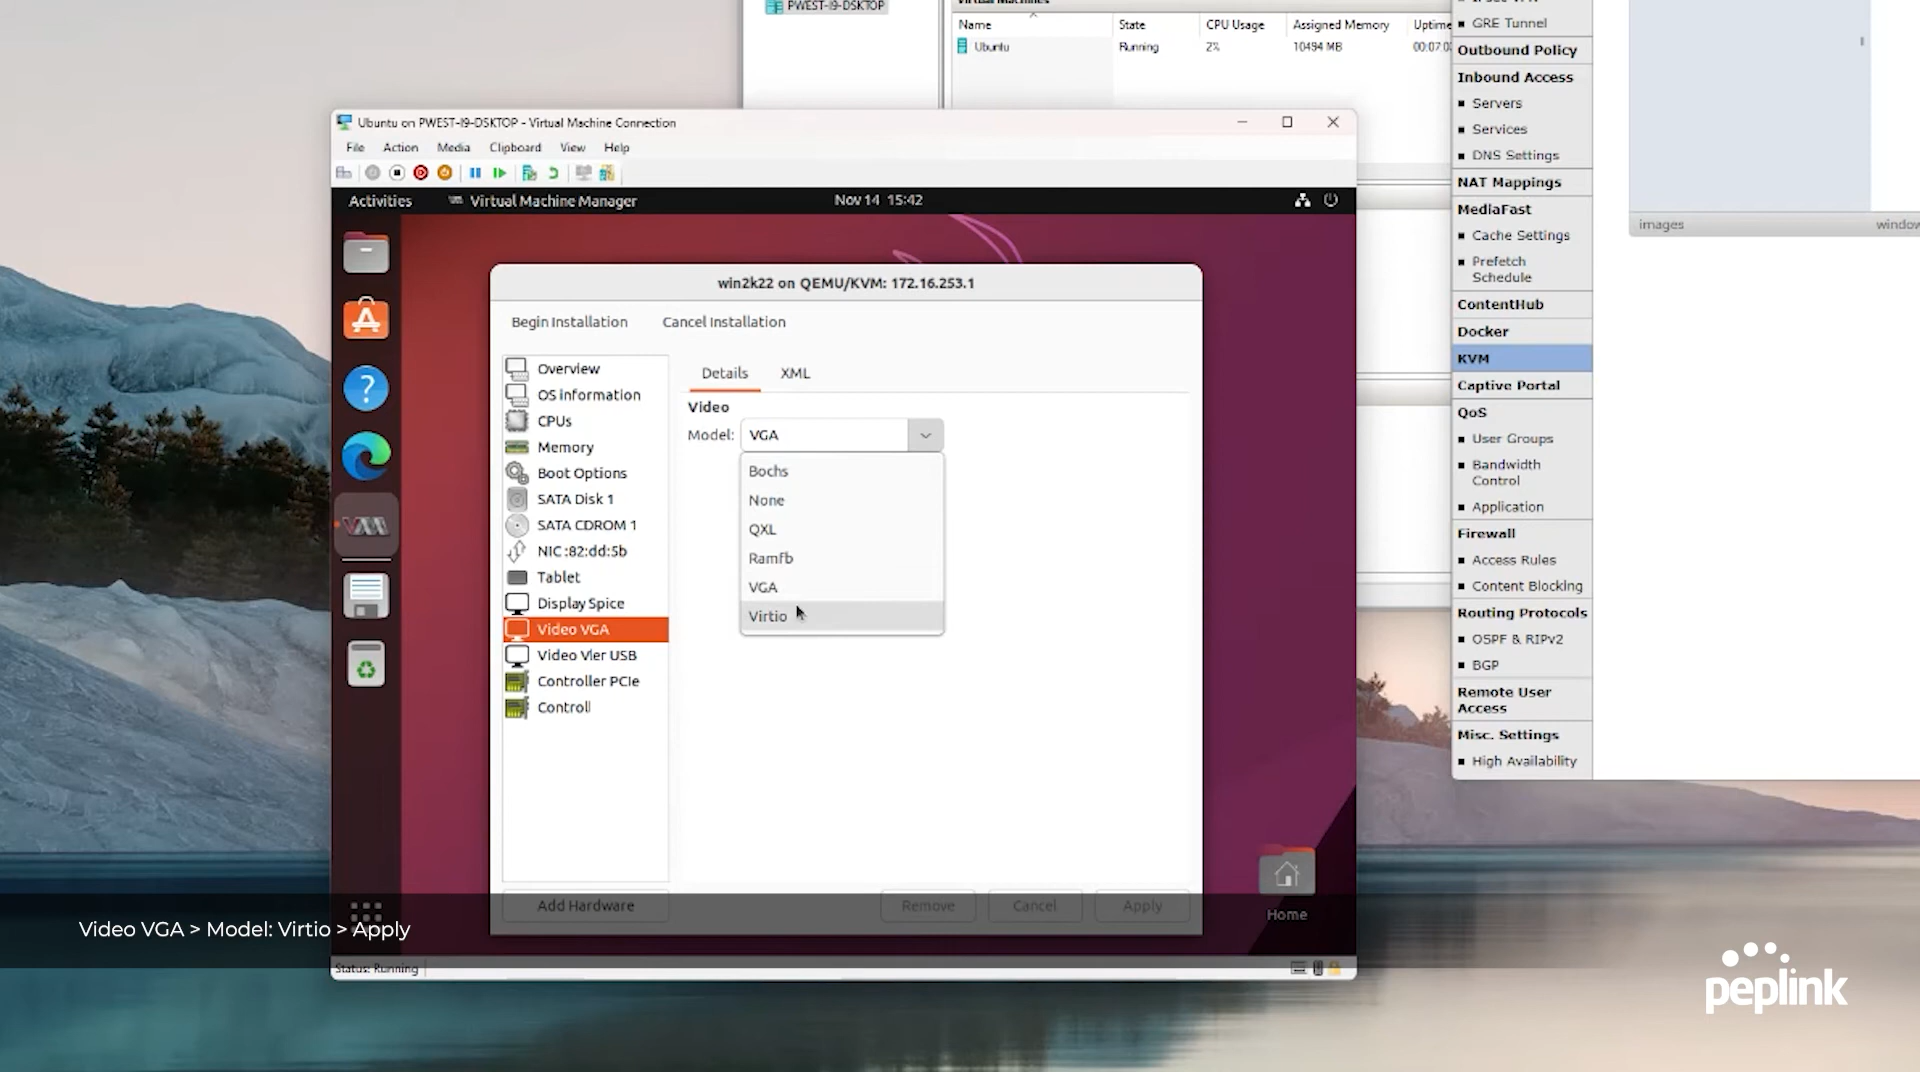 PWEST-I9-DSKTOP
Virtual Machines
Name
State
CPU Usage
Assigned Memory
Uptime
Ubuntu
Running
2%
10494 MB
GRE Tunnel
Outbound Policy
Inbound Access
Servers
Services
DNS Settings
NAT Mappings
MediaFast
Cache Settings
Prefetch
Schedule
ContentHub
Docker
KVM
Captive Portal
QoS
User Groups
Bandwidth
Control
Application
Firewall
Access Rules
Content Blocking
Routing Protocols
OSPF & RIPv2
BGP
Remote User
Access
Misc. Settings
High Availability
images
window
Ubuntu on PWEST-I9-DSKTOP - Virtual Machine Connection
File Action Media Clipboard View Help
Activities
Virtual Machine Manager
Nov 14 15:42
win2k22 on QEMU/KVM: 172.16.253.1
Begin Installation
Cancel Installation
Overview
OS information
CPUs
Memory
Boot Options
SATA Disk 1
SATA CDROM 1
NIC :82:dd:5b
Tablet
Display Spice
Video VGA
Video Vler USB
Controller PCIe
Controll
Details
XML
Video
Model: VGA
Bochs
None
QXL
Ramfb
VGA
Virtio
Add Hardware
Remove
Cancel
Apply
Home
Video VGA > Model: Virtio > Apply
Status: Running
peplink